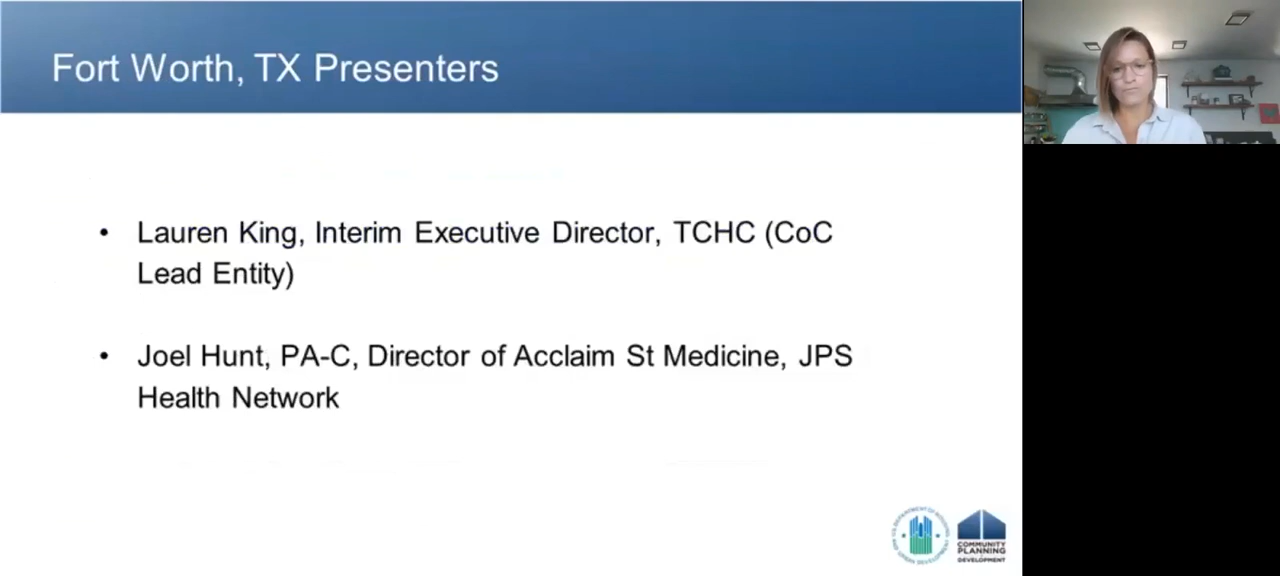 Fort Worth, TX Presenters
• Lauren King, Interim Executive Director, TCHC (CoC
Lead Entity)
• Joel Hunt, PA-C, Director of Acclaim St Medicine, JPS
Health Network
COMMUNITY
PLANNING
DEVELOPMENT